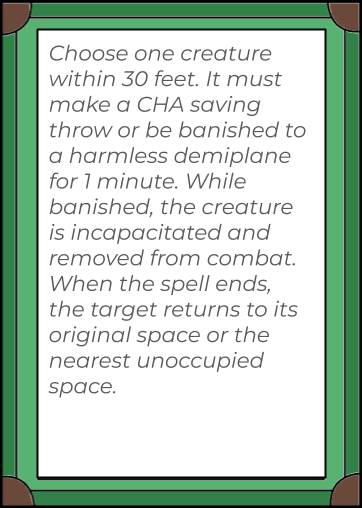 Choose one creature
within 30 feet. It must
make a CHA saving
throw or be banished to
a harmless demiplane
for 1 minute. While
banished, the creature
is incapacitated and
removed from combat.
When the spell ends,
the target returns to its
original space or the
nearest unoccupied
space.